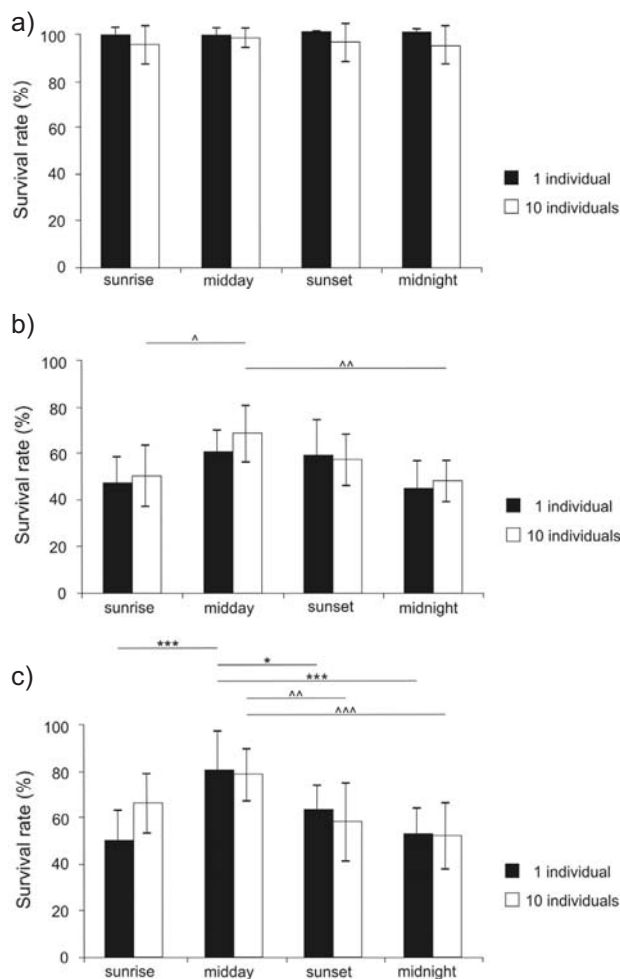 a)
Survival rate (%)
100
80
60
40
20
0
sunrise midday sunset midnight
1 individual
10 individuals
b)
^
^^
Survival rate (%)
100
80
60
40
20
0
sunrise midday sunset midnight
1 individual
10 individuals
c)
***
*
***
^^
^^^
Survival rate (%)
100
80
60
40
20
0
sunrise midday sunset midnight
1 individual
10 individuals